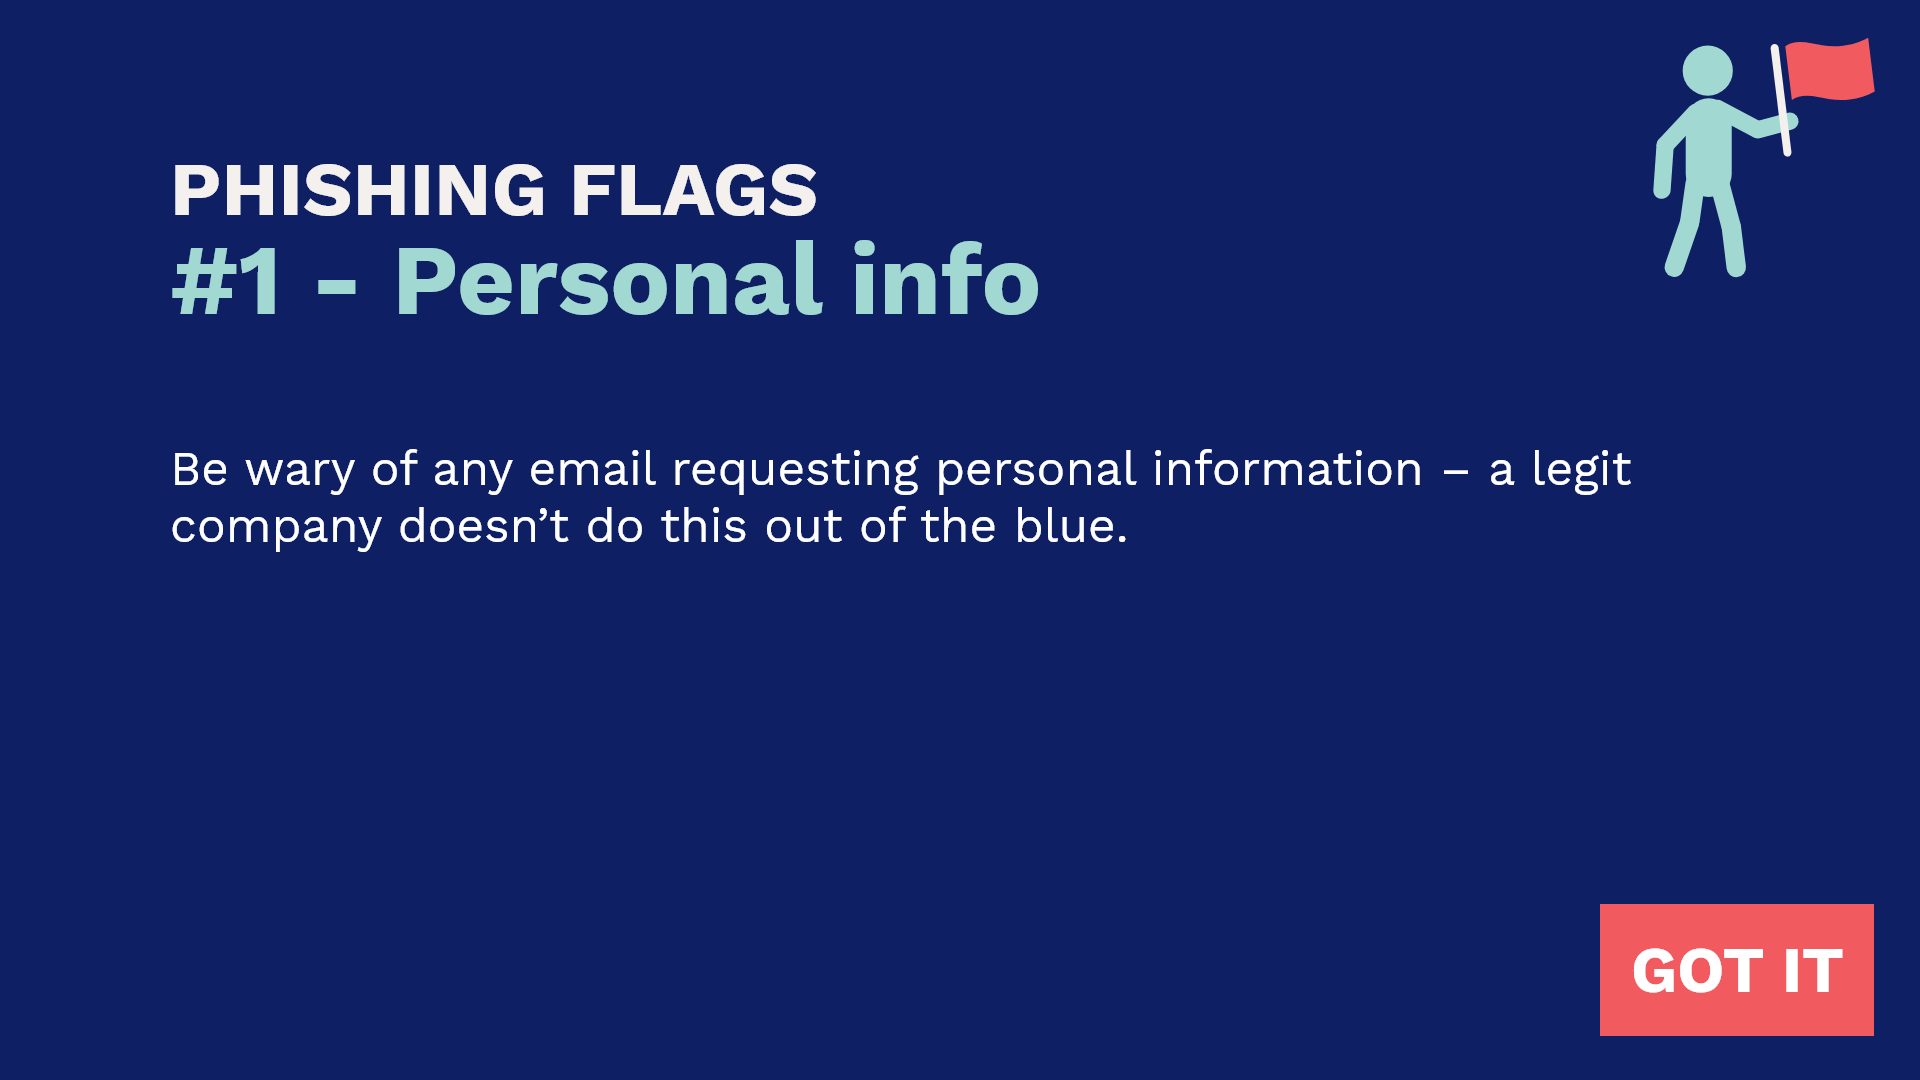 PHISHING FLAGS
#1 - Personal info
Be wary of any email requesting personal information – a legit
company doesn’t do this out of the blue.
GOT IT